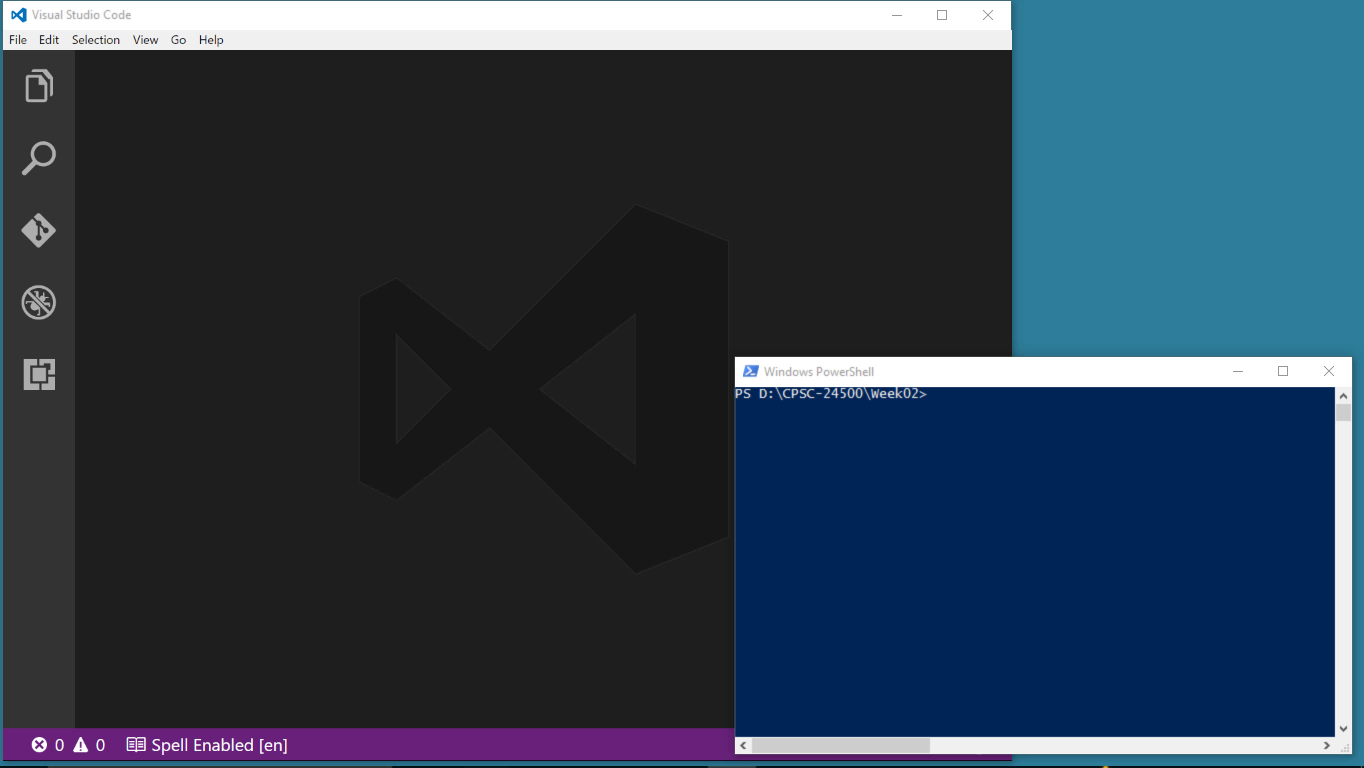 Visual Studio Code
File Edit Selection View Go Help
Windows PowerShell
PS D:\CPSC-24500\Week02>
0 0 Spell Enabled [en]